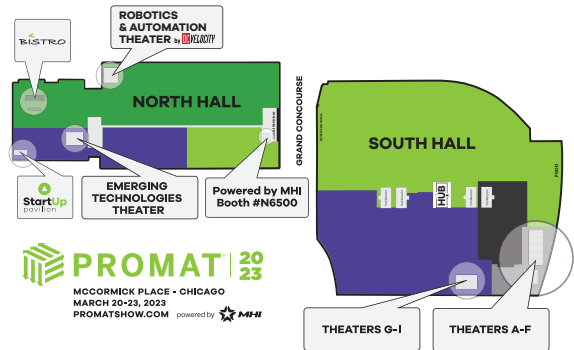 BISTRO
ROBOTICS
& AUTOMATION
THEATER by DCVELOCITY
NORTH HALL
GRAND CONCOURSE
SOUTH HALL
HUB
FOOD
StartUp
pavilion
EMERGING
TECHNOLOGIES
THEATER
Powered by MHI
Booth #N6500
PROMAT 20
23
MCCORMICK PLACE - CHICAGO
MARCH 20-23, 2023
PROMATSHOW.COM powered by MHI
THEATERS G-I
THEATERS A-F